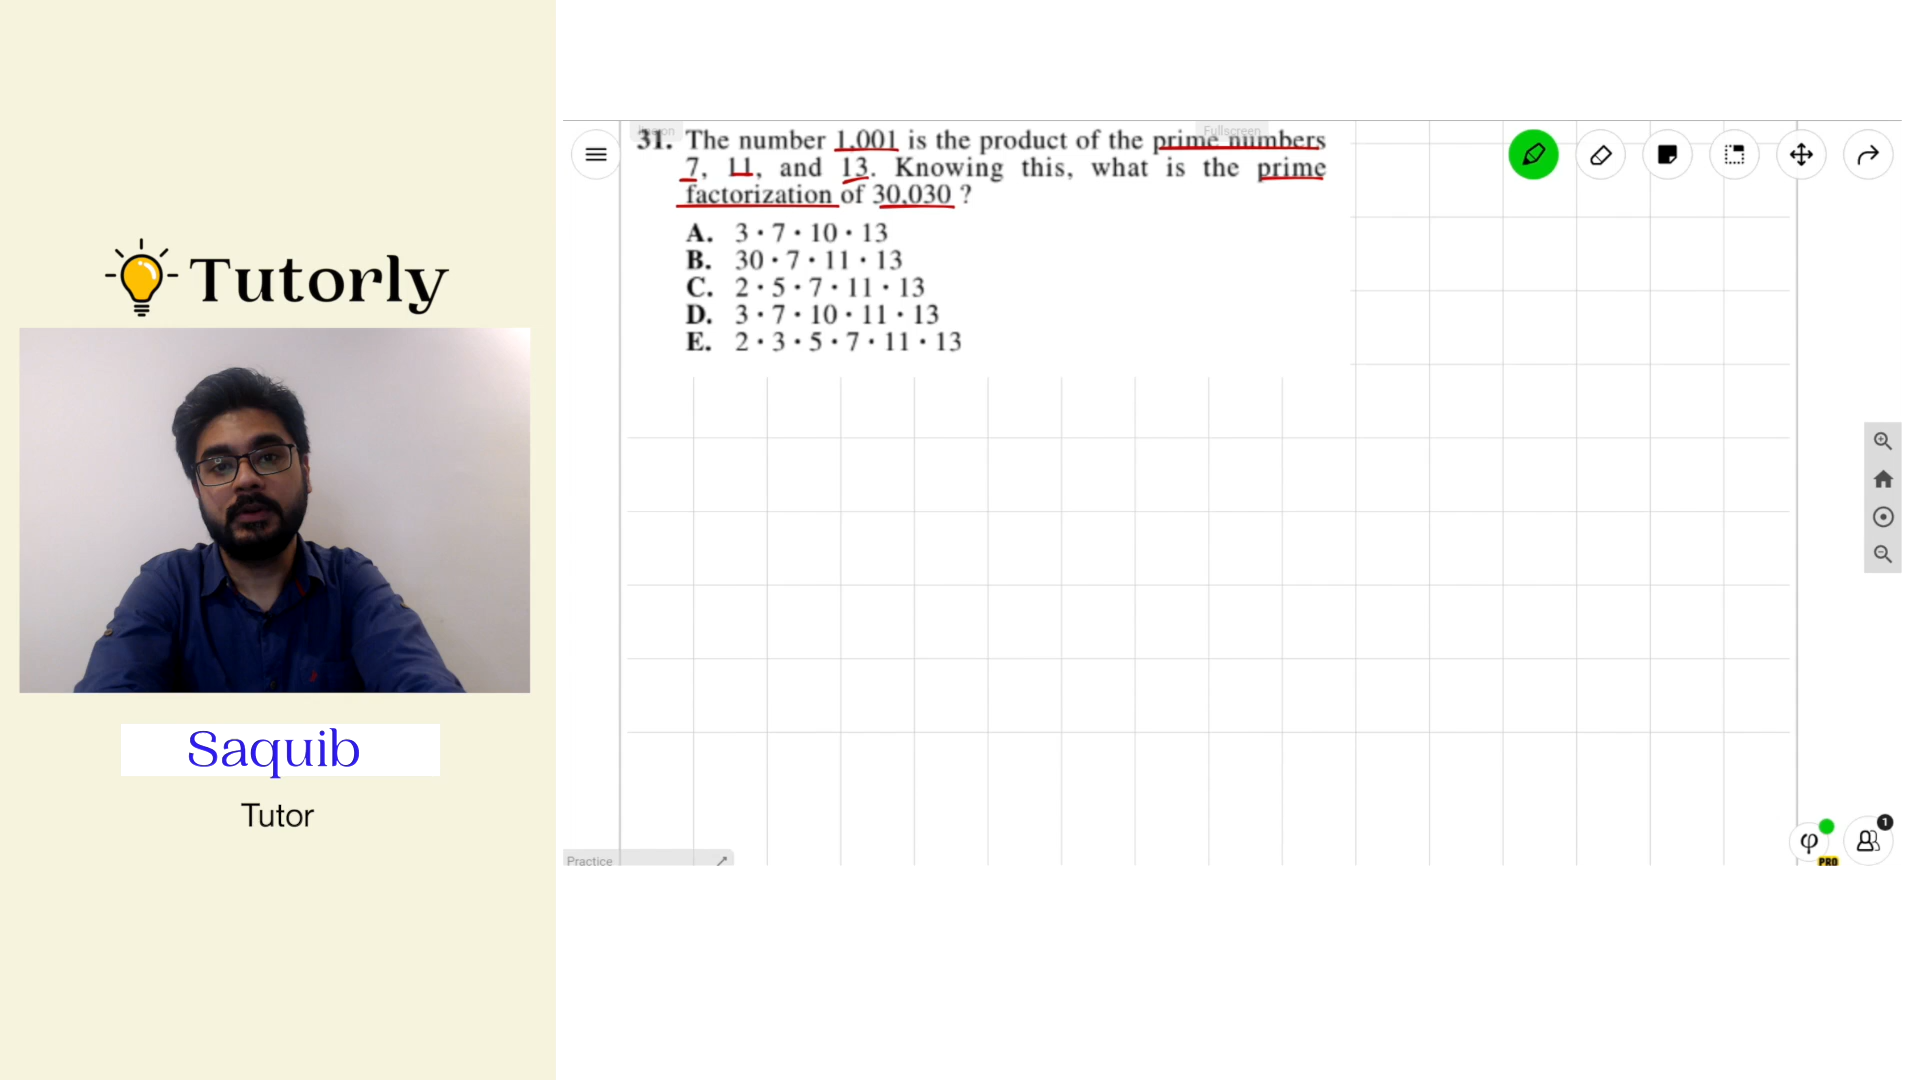 Tutorly
Saquib
Tutor
Fullscreen
31. The number 1,001 is the product of the prime numbers
7, 11, and 13. Knowing this, what is the prime
factorization of 30,030 ?
A. 3 · 7 · 10 · 13
B. 30 · 7 · 11 · 13
C. 2 · 5 · 7 · 11 · 13
D. 3 · 7 · 10 · 11 · 13
E. 2 · 3 · 5 · 7 · 11 · 13
Practice
φ
PRO
1